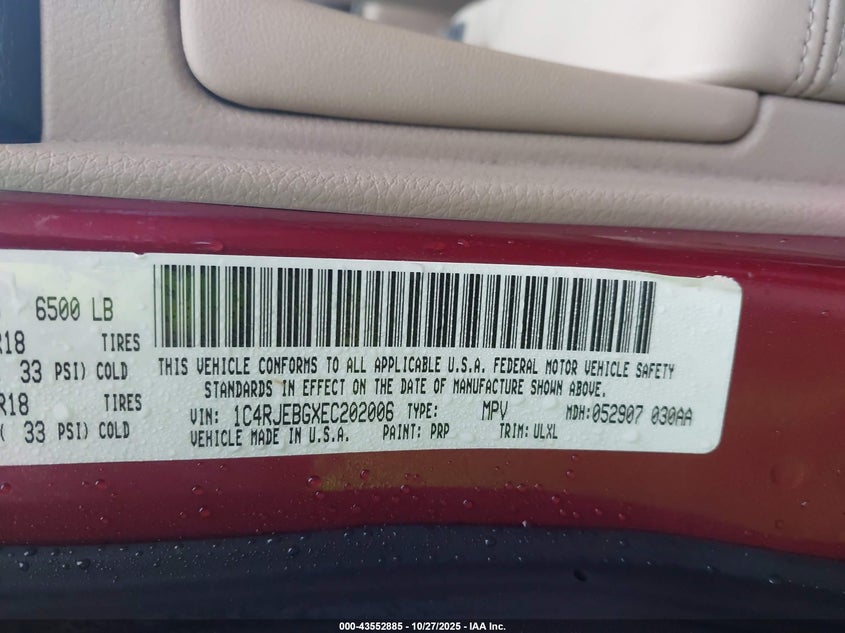 6500 LB
R18 TIRES
33 PSI) COLD
R18 TIRES
( 33 PSI) COLD
THIS VEHICLE CONFORMS TO ALL APPLICABLE U.S.A. FEDERAL MOTOR VEHICLE SAFETY
STANDARDS IN EFFECT ON THE DATE OF MANUFACTURE SHOWN ABOVE.
VIN: 1C4RJEBGXEC202006 TYPE: MPV MDH:052907 030AA
VEHICLE MADE IN U.S.A. PAINT: PRP TRIM: ULXL
000-43552885 - 10/27/2025 - IAA Inc.